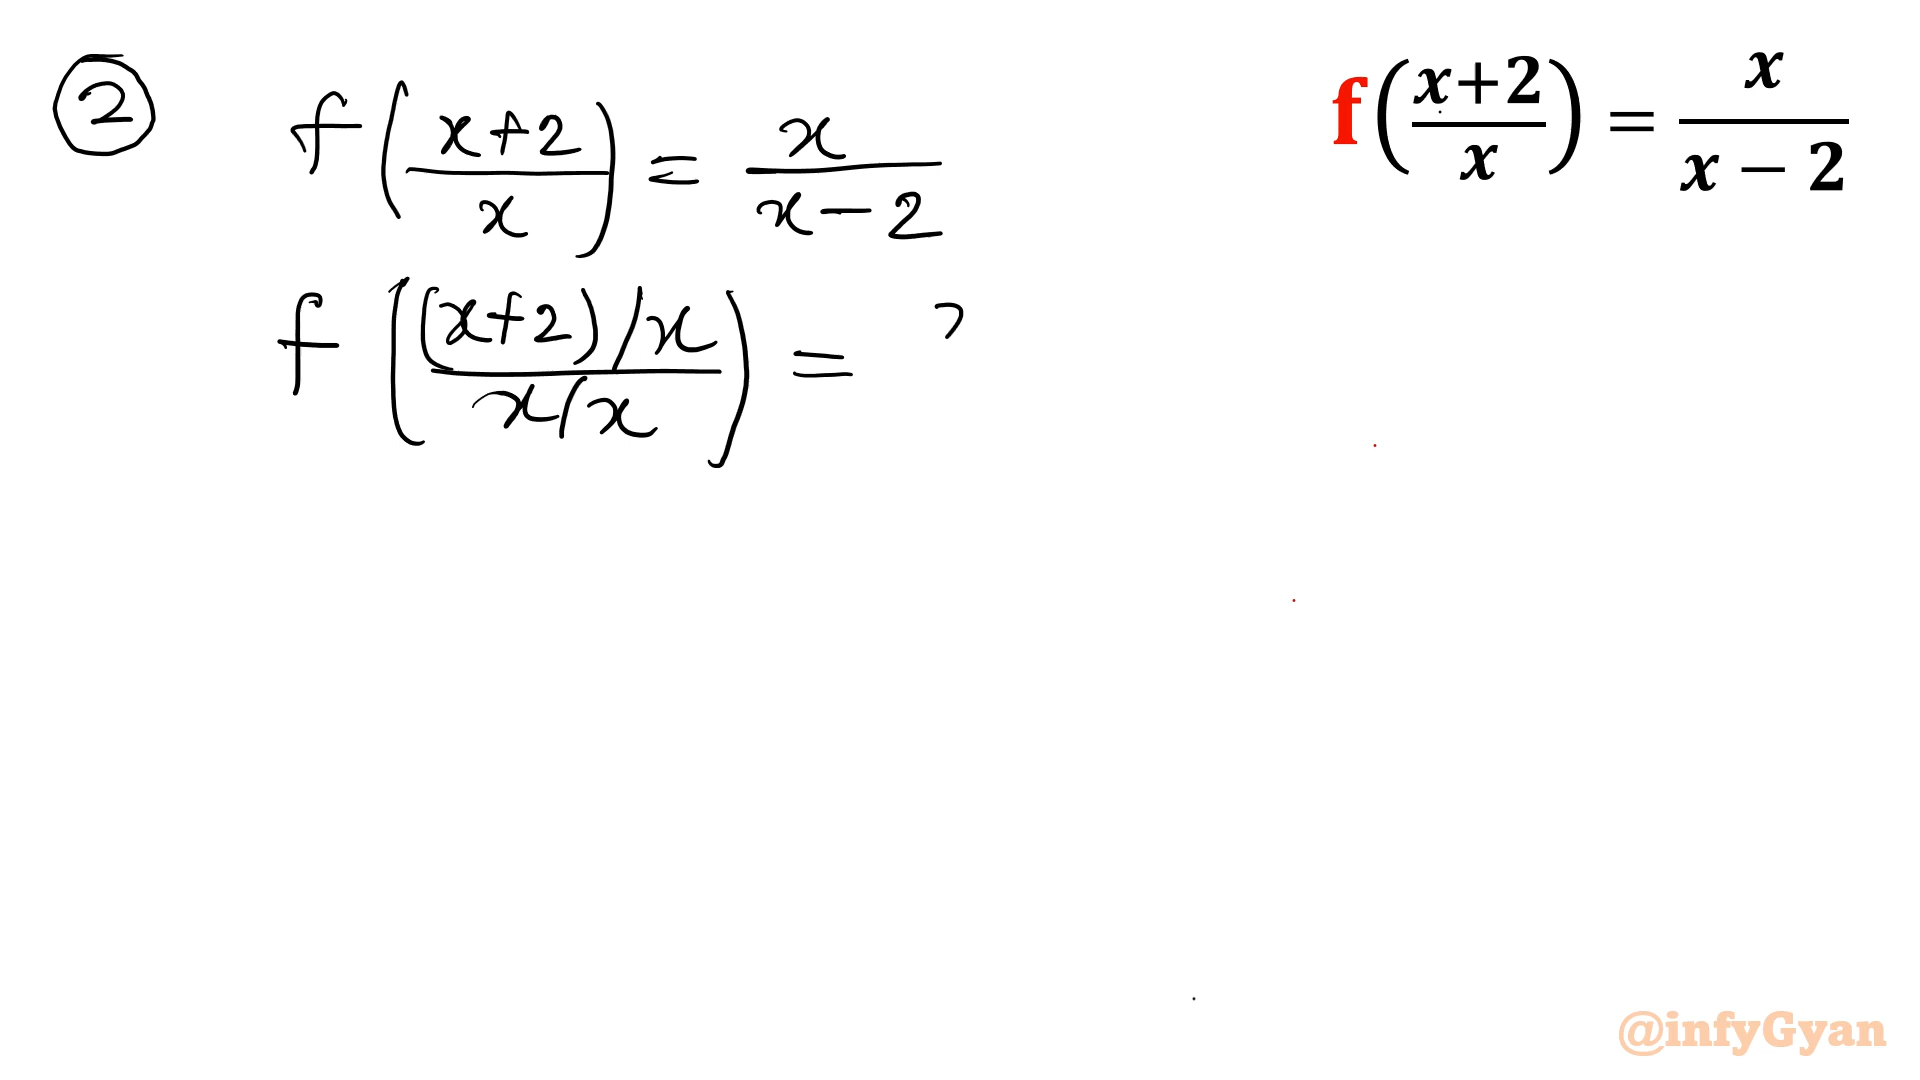 ② f((x+2)/x) = x/(x-2)
f(((x+2)/x)/(x/x)) =
f((x+2)/x) = x/(x − 2)
@infyGyan